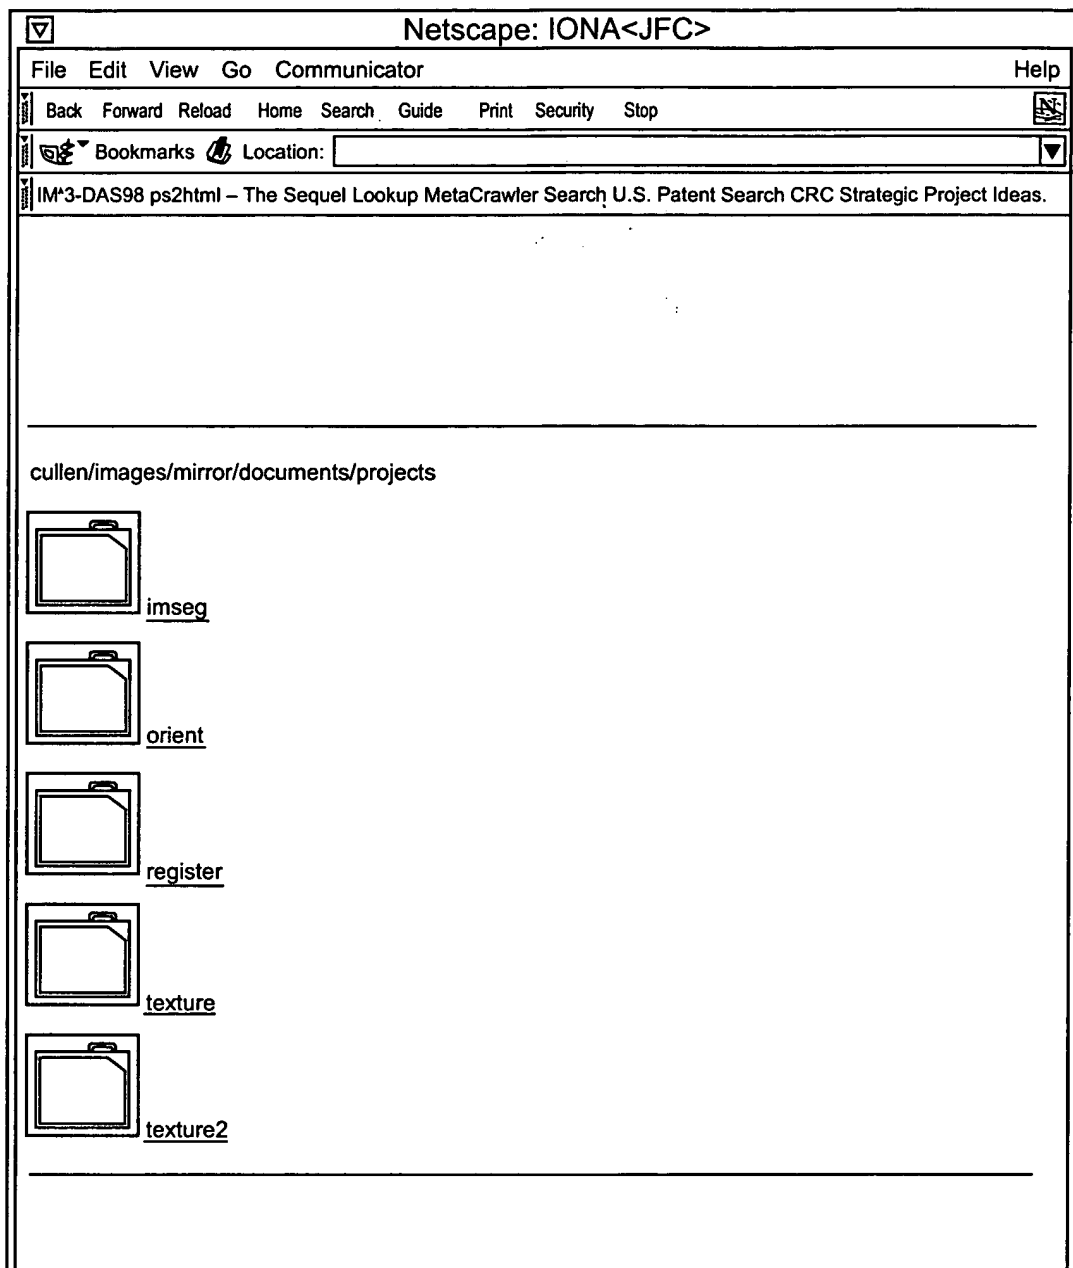 Netscape: IONA<JFC>
File Edit View Go Communicator Help
Back Forward Reload Home Search Guide Print Security Stop N
Bookmarks Location:
IM^3-DAS98 ps2html – The Sequel Lookup MetaCrawler Search U.S. Patent Search CRC Strategic Project Ideas.
cullen/images/mirror/documents/projects
imseg
orient
register
texture
texture2